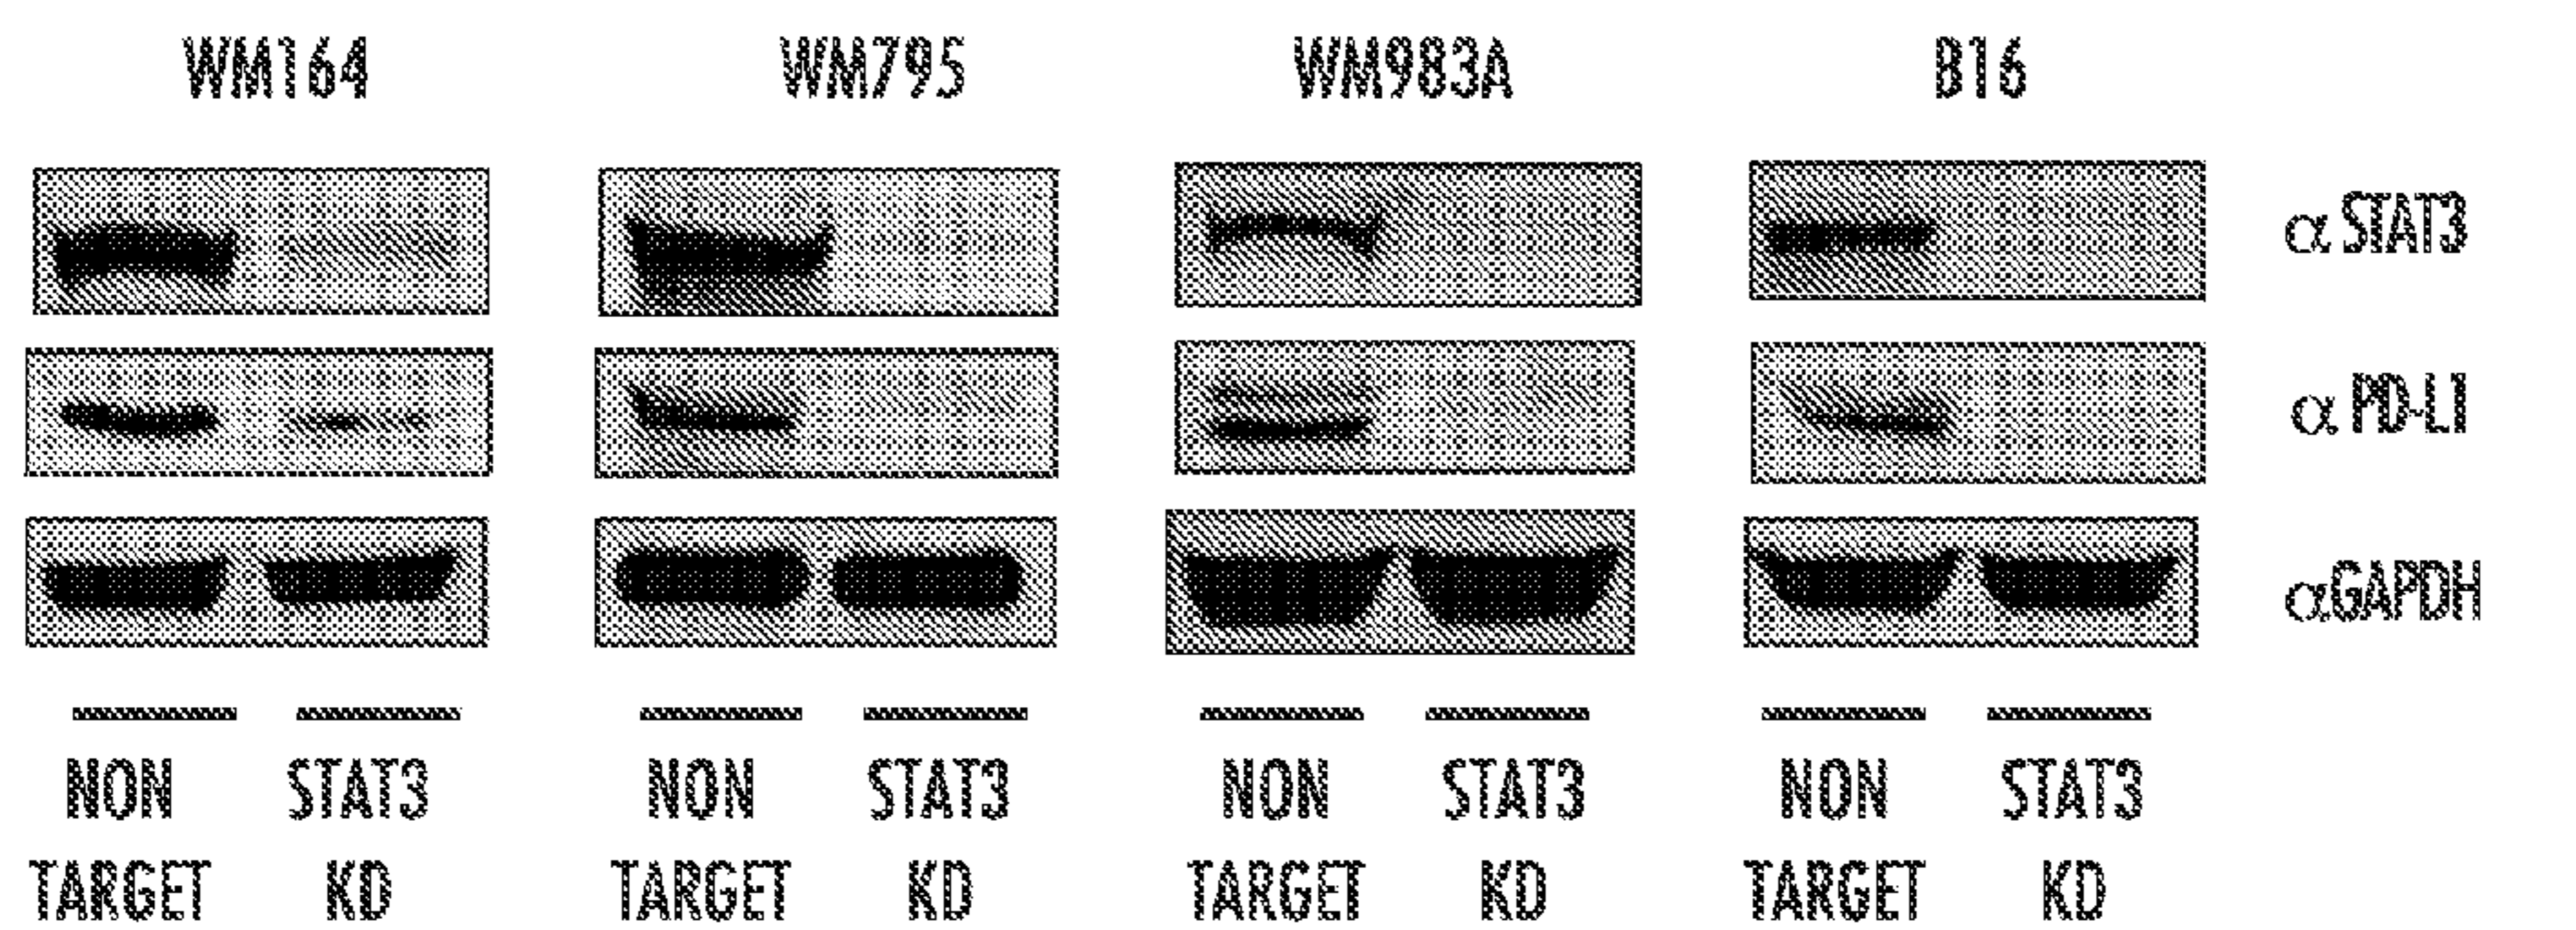 WM164 WM795 WM983A B16
α STAT3
α PD-L1
αGAPDH
NON STAT3 NON STAT3 NON STAT3 NON STAT3
TARGET KD TARGET KD TARGET KD TARGET KD